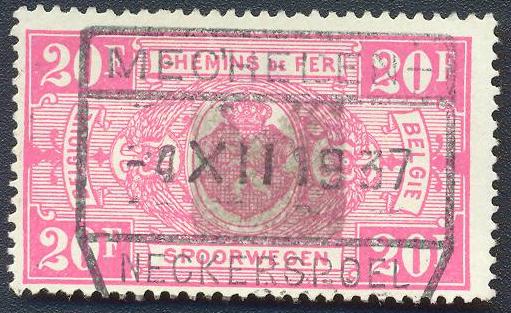 20F CHEMINS DE FER 20F
MECHELEN
BELGIQUE BELGIE
-4 XII 1937
20F SPOORWEGEN 20F
NECKERSPOEL